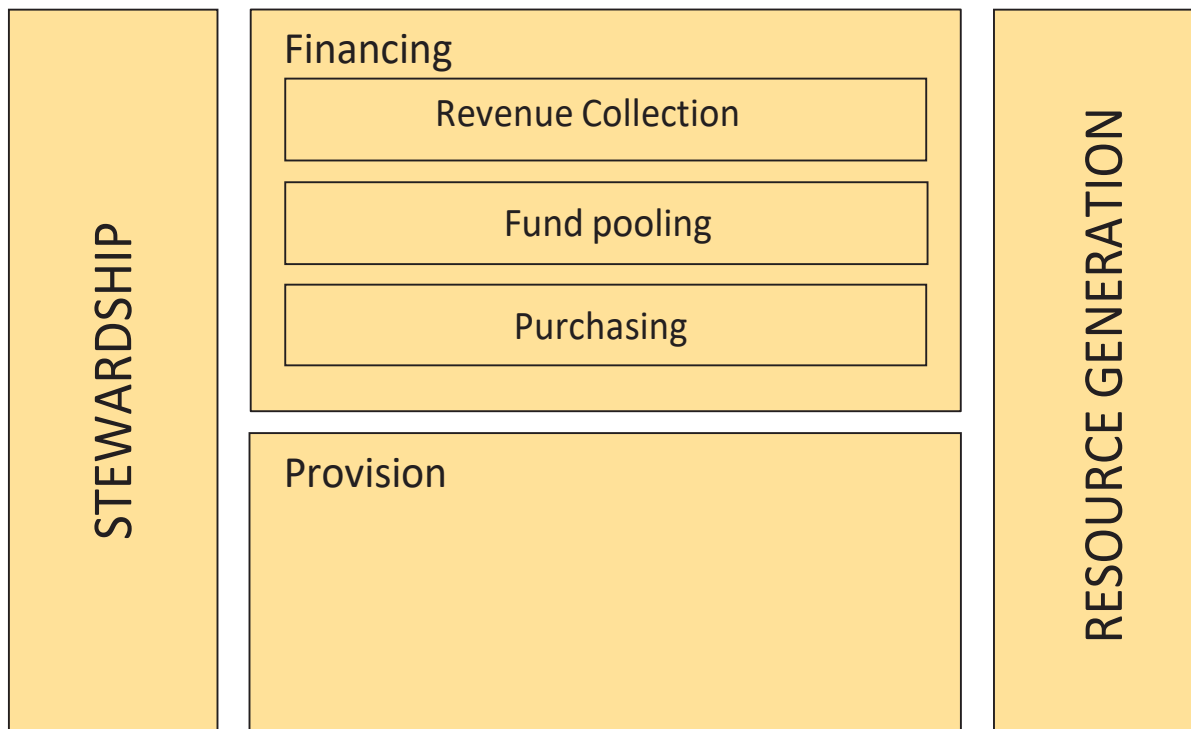 STEWARDSHIP
Financing
Revenue Collection
Fund pooling
Purchasing
Provision
RESOURCE GENERATION